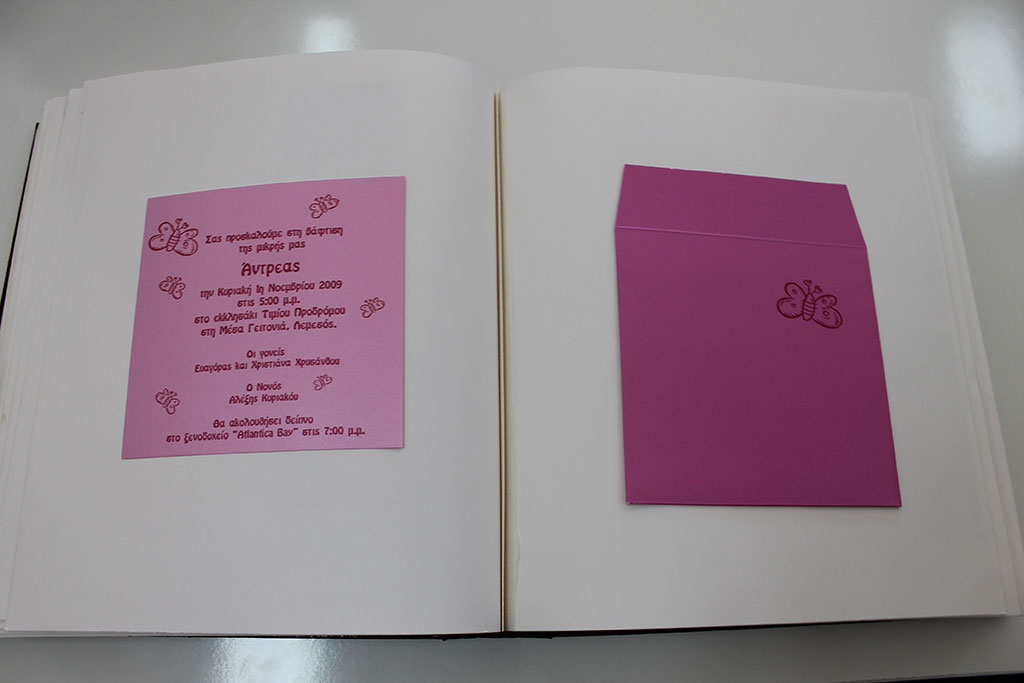 Σας προσκαλούμε στη βάφτιση
της μικρής μας
Άντρεας
την Κυριακή 1η Νοεμβρίου 2009
στις 5:00 μ.μ.
στο εκκλησάκι Τιμίου Προδρόμου
στη Μέσα Γειτονιά, Λεμεσός.
Οι γονείς
Ευαγόρας και Χριστιάνα Χρυσάνθου
Ο Νονός
Αλέξης Κυριακόυ
Θα ακολουθήσει δείπνο
στο ξενοδοχείο "Atlantica Bay" στις 7:00 μ.μ.